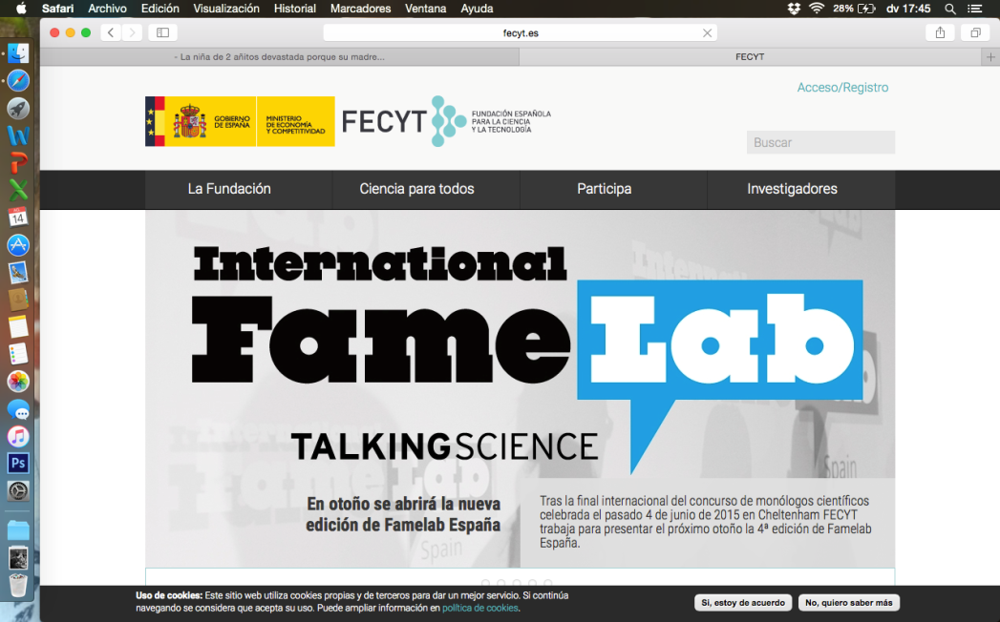 Safari Archivo Edición Visualización Historial Marcadores Ventana Ayuda 28% dv 17:45
fecyt.es
- La niña de 2 añitos devastada porque su madre... FECYT
Acceso/Registro
GOBIERNO
DE ESPAÑA
MINISTERIO
DE ECONOMÍA
Y COMPETITIVIDAD
FECYT
FUNDACIÓN ESPAÑOLA
PARA LA CIENCIA
Y LA TECNOLOGÍA
Buscar
La Fundación Ciencia para todos Participa Investigadores
International
FameLab
TALKINGSCIENCE
Spain
En otoño se abrirá la nueva
edición de Famelab España
Spain
Tras la final internacional del concurso de monólogos científicos
celebrada el pasado 4 de junio de 2015 en Cheltenham FECYT
trabaja para presentar el próximo otoño la 4ª edición de Famelab
España.
Uso de cookies: Este sitio web utiliza cookies propias y de terceros para dar un mejor servicio. Si continúa
navegando se considera que acepta su uso. Puede ampliar información en política de cookies.
Si, estoy de acuerdo No, quiero saber más
14
Ps